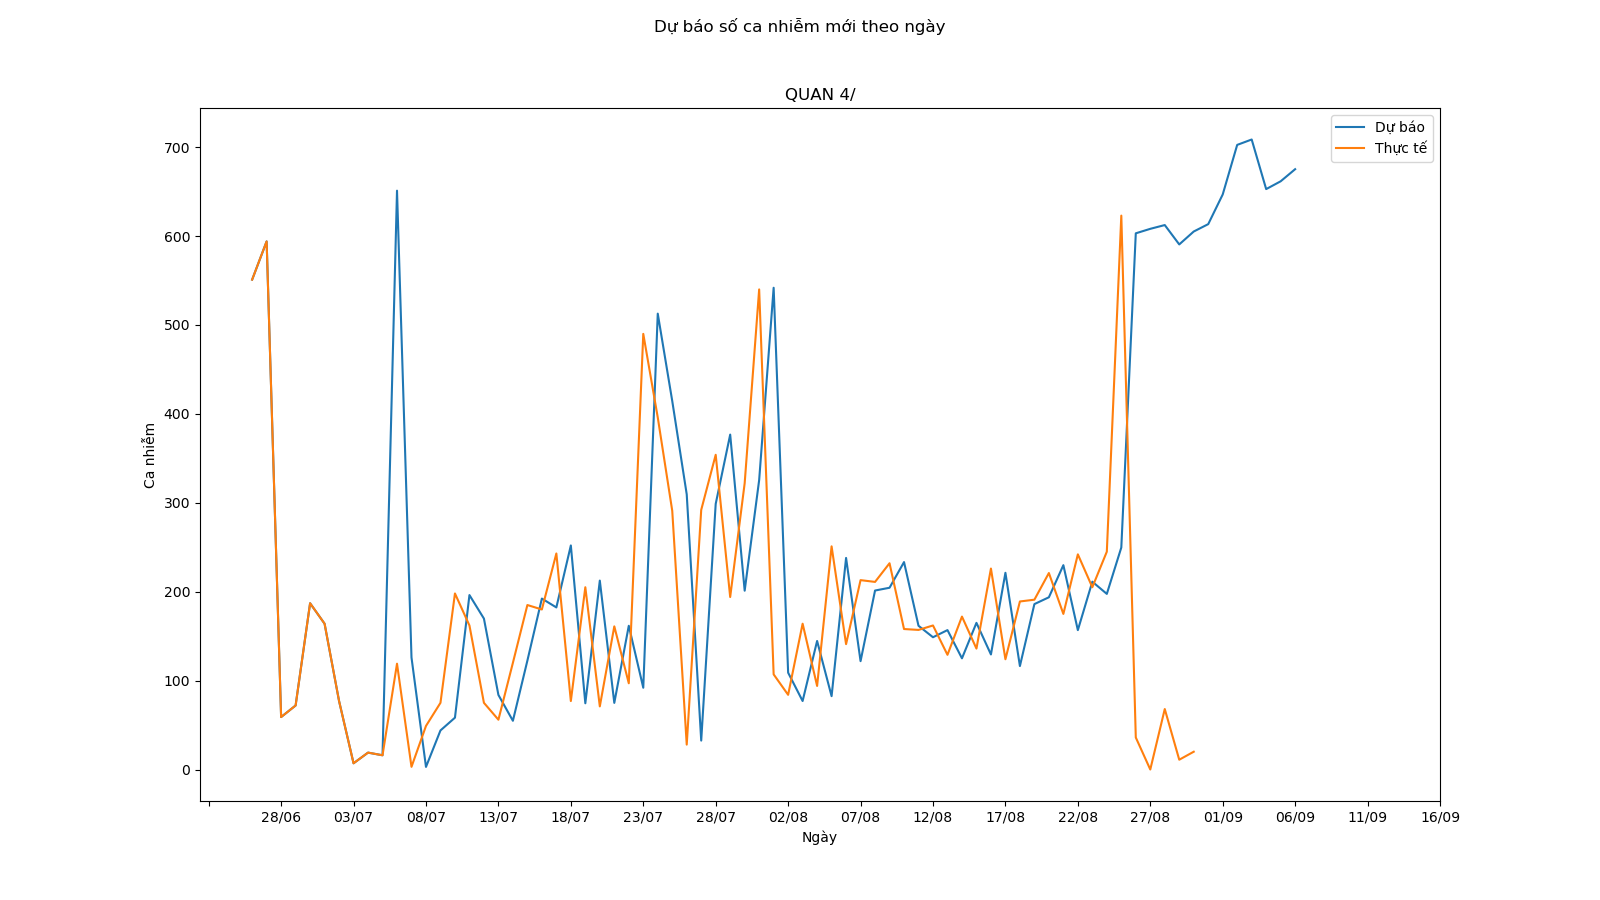 Dự báo số ca nhiễm mới theo ngày
QUAN 4/
Dự báo
Thực tế
700
600
500
400
300
200
100
0
Ca nhiễm
28/06 03/07 08/07 13/07 18/07 23/07 28/07 02/08 07/08 12/08 17/08 22/08 27/08 01/09 06/09 11/09 16/09
Ngày